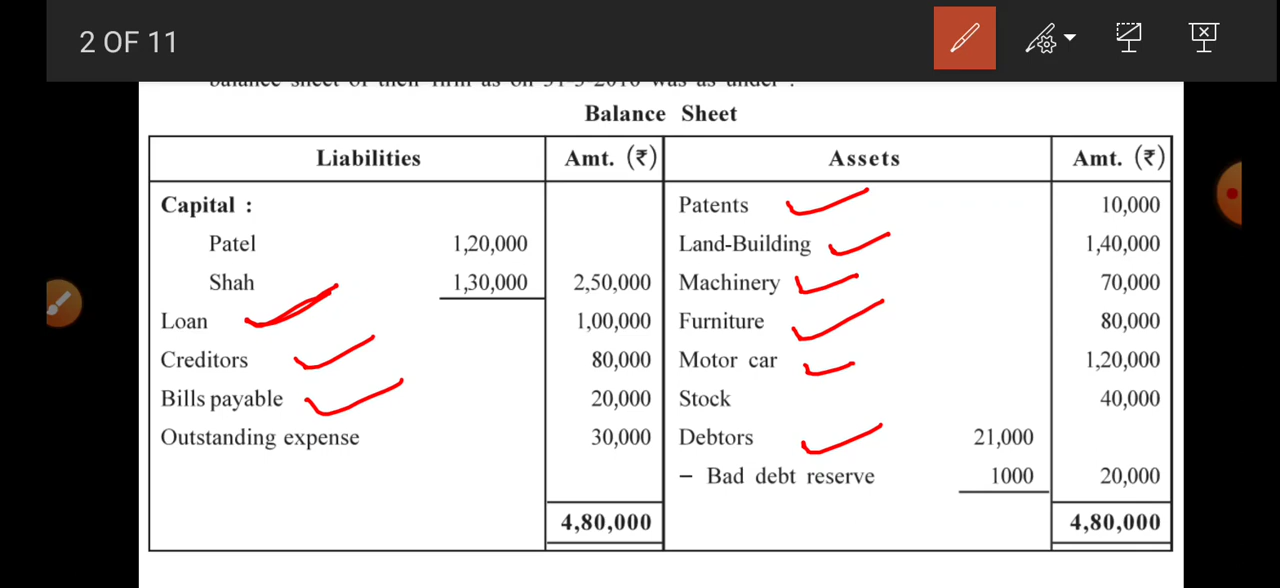 2 OF 11
Balance Sheet
Liabilities Amt. (₹) Assets Amt. (₹)
Capital : Patents 10,000
Patel 1,20,000 Land-Building 1,40,000
Shah 1,30,000 2,50,000 Machinery 70,000
Loan 1,00,000 Furniture 80,000
Creditors 80,000 Motor car 1,20,000
Bills payable 20,000 Stock 40,000
Outstanding expense 30,000 Debtors 21,000
– Bad debt reserve 1000 20,000
4,80,000 4,80,000